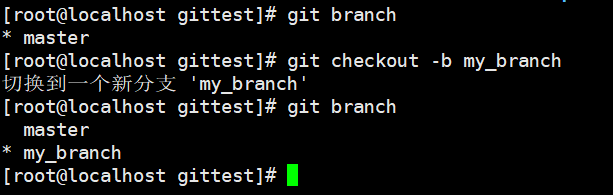 [root@localhost gittest]# git branch
* master
[root@localhost gittest]# git checkout -b my_branch
切换到一个新分支 'my_branch'
[root@localhost gittest]# git branch
  master
* my_branch
[root@localhost gittest]#